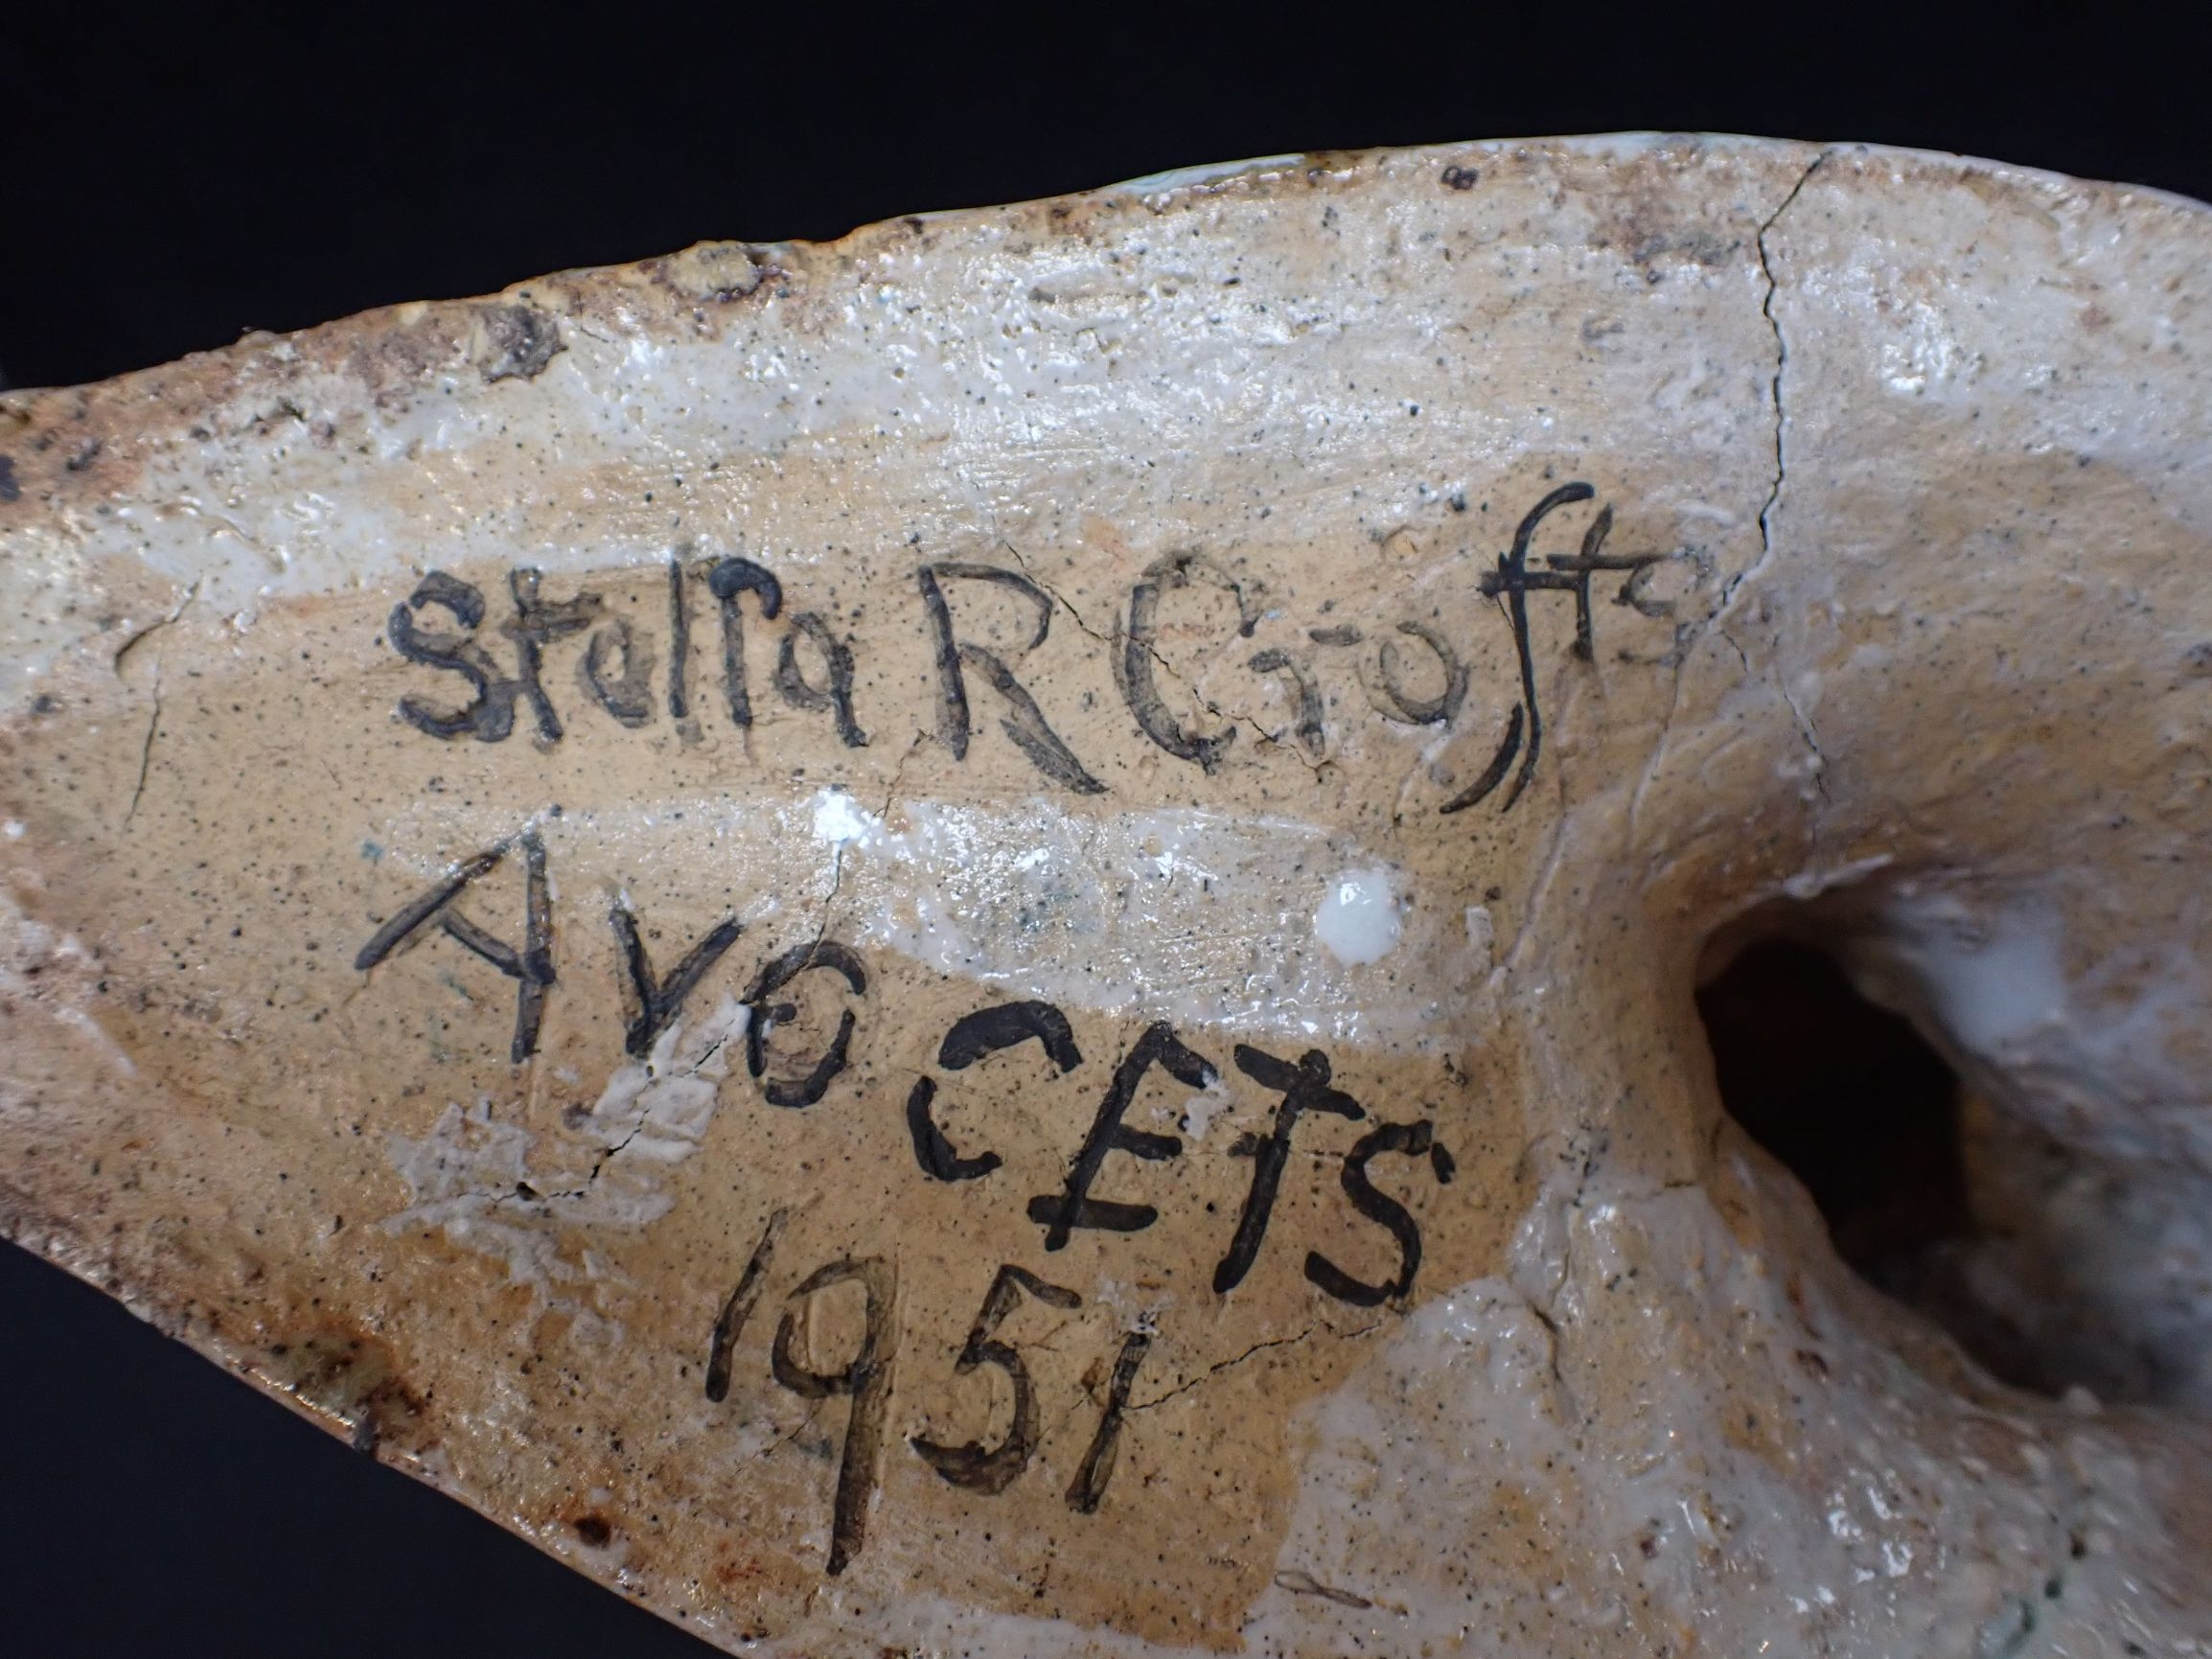 Stella R Crofts
AVOCETS
1951